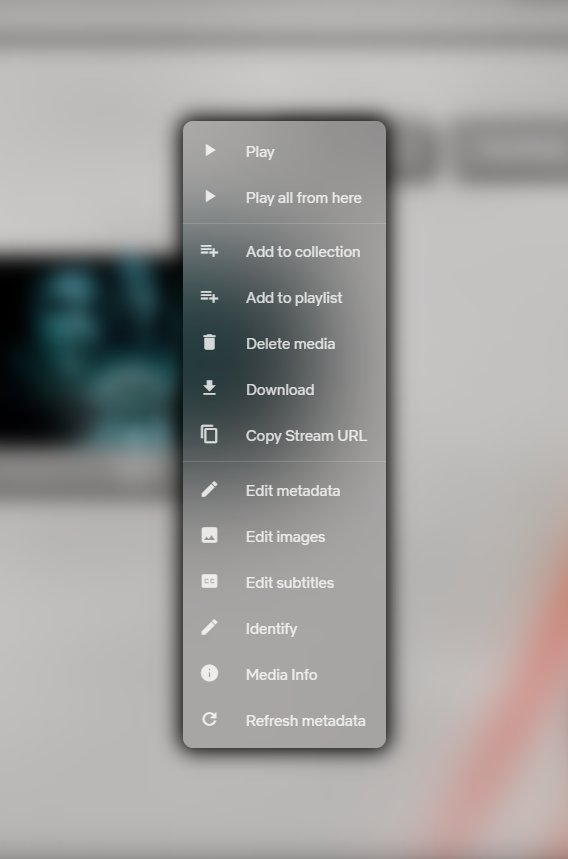 Play
Play all from here
Add to collection
Add to playlist
Delete media
Download
Copy Stream URL
Edit metadata
Edit images
Edit subtitles
Identify
Media Info
Refresh metadata